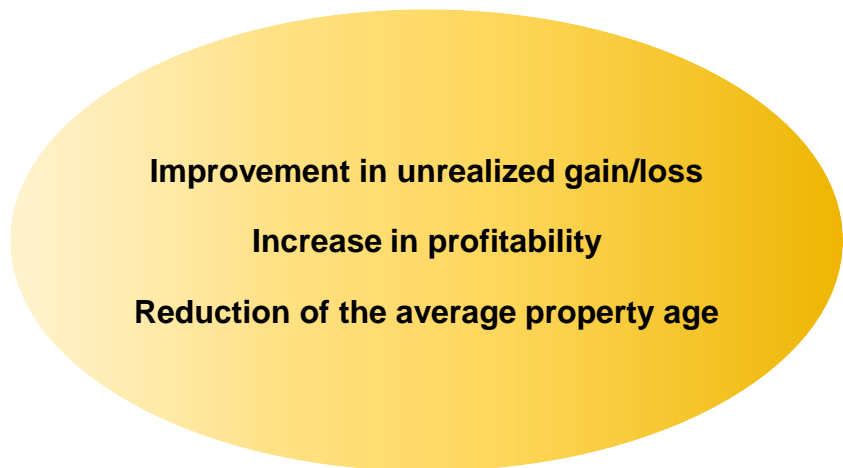 Improvement in unrealized gain/loss
Increase in profitability
Reduction of the average property age